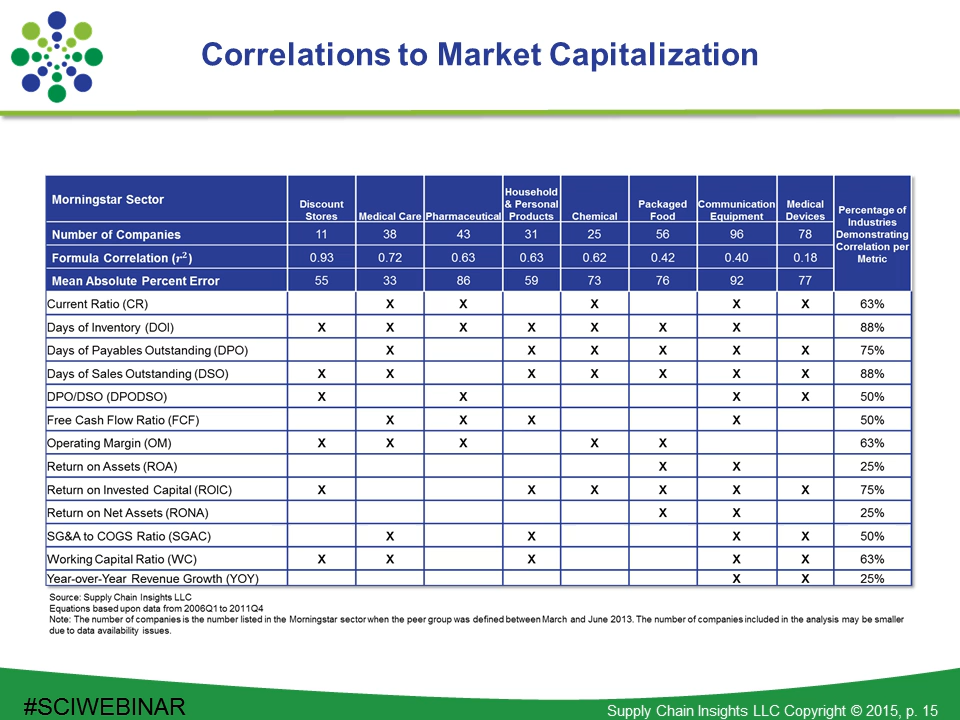 Correlations to Market Capitalization
Morningstar Sector
Discount Stores
Medical Care
Pharmaceutical
Household & Personal Products
Chemical
Packaged Food
Communication Equipment
Medical Devices
Percentage of Industries Demonstrating Correlation per Metric
Number of Companies 11 38 43 31 25 56 96 78
Formula Correlation (r²) 0.93 0.72 0.63 0.63 0.62 0.42 0.40 0.18
Mean Absolute Percent Error 55 33 86 59 73 76 92 77
Current Ratio (CR) X X X X X 63%
Days of Inventory (DOI) X X X X X X X 88%
Days of Payables Outstanding (DPO) X X X X X X 75%
Days of Sales Outstanding (DSO) X X X X X X X 88%
DPO/DSO (DPODSO) X X X X 50%
Free Cash Flow Ratio (FCF) X X X X 50%
Operating Margin (OM) X X X X X 63%
Return on Assets (ROA) X X 25%
Return on Invested Capital (ROIC) X X X X X X 75%
Return on Net Assets (RONA) X X 25%
SG&A to COGS Ratio (SGAC) X X X X 50%
Working Capital Ratio (WC) X X X X X 63%
Year-over-Year Revenue Growth (YOY) X X 25%
Source: Supply Chain Insights LLC
Equations based upon data from 2006Q1 to 2011Q4
Note: The number of companies is the number listed in the Morningstar sector when the peer group was defined between March and June 2013. The number of companies included in the analysis may be smaller
due to data availability issues.
#SCIWEBINAR
Supply Chain Insights LLC Copyright © 2015, p. 15